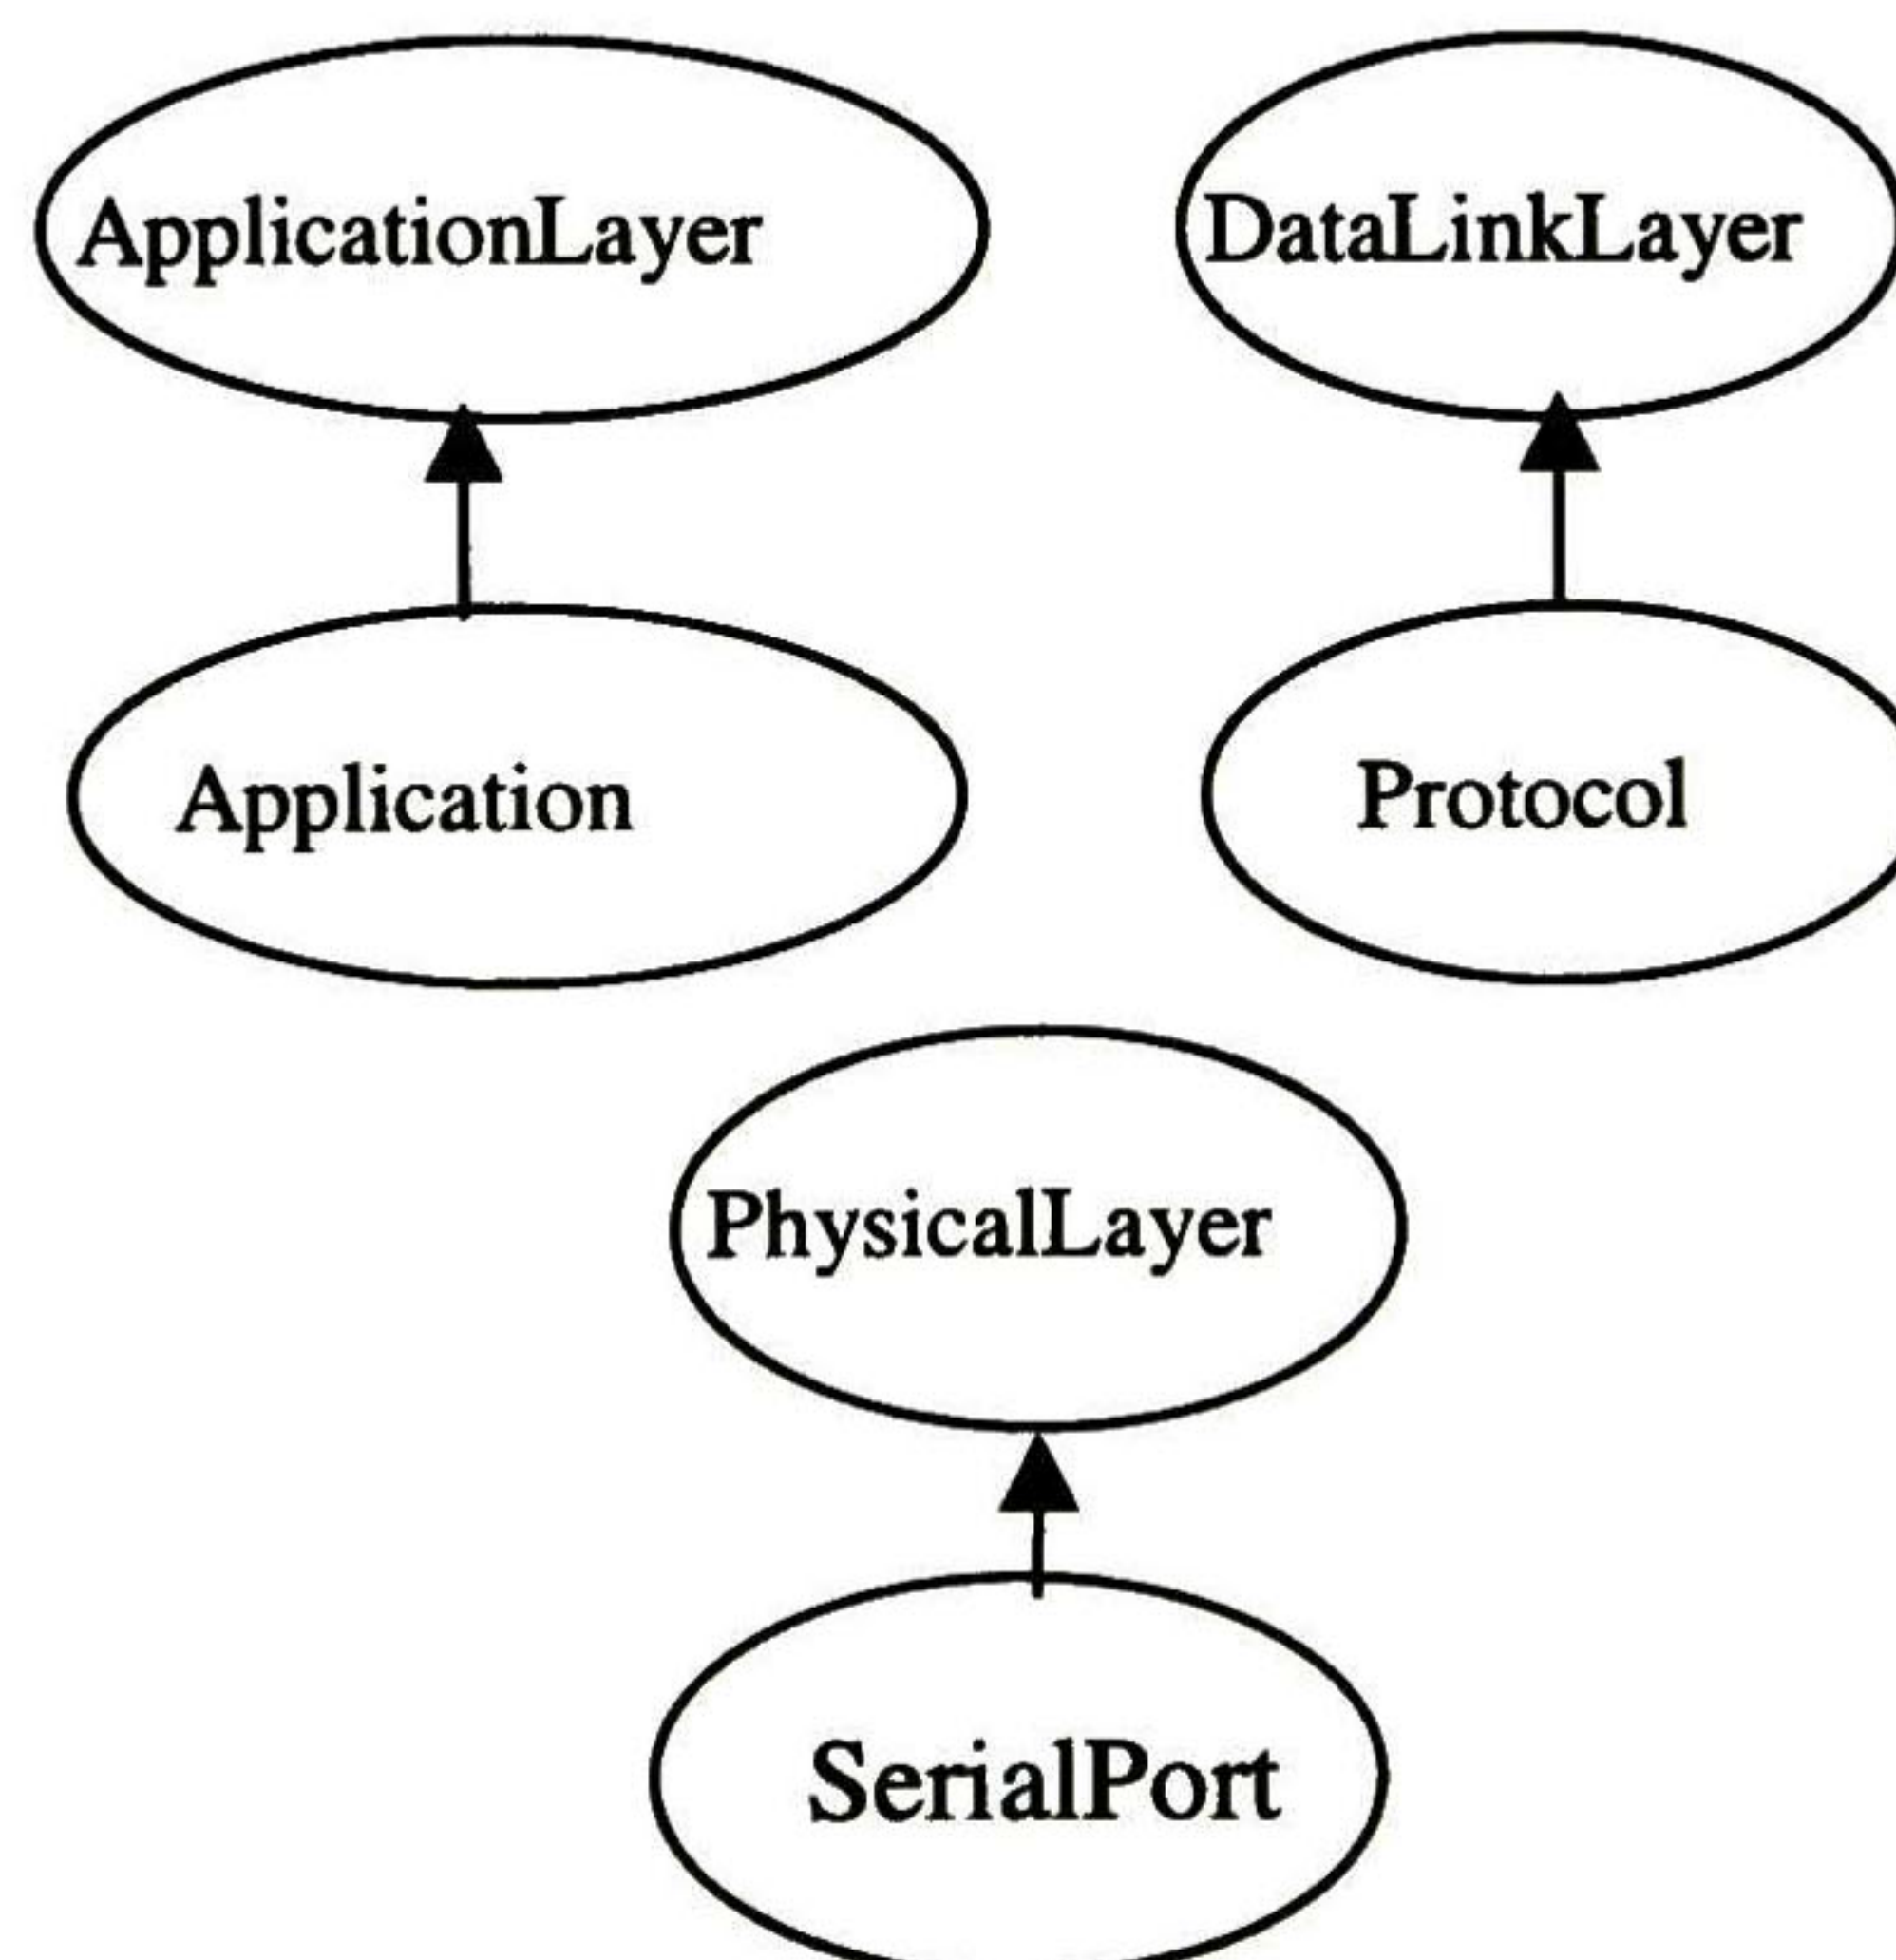 ApplicationLayer
DataLinkLayer
Application
Protocol
PhysicalLayer
SerialPort